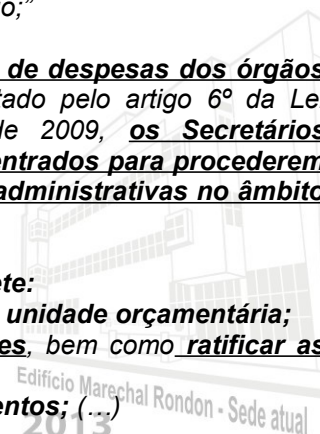 o;”
de despesas dos órgãos
tado pelo artigo 6º da Le
de 2009, os Secretários
entrados para procederem
administrativas no âmbito
ete:
unidade orçamentária;
es, bem como ratificar as
entos; (...)
Edifício Marechal Rondon - Sede atual
2013